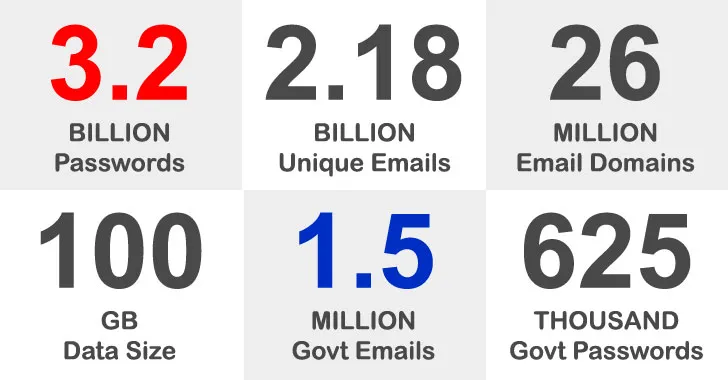 3.2
BILLION
Passwords
2.18
BILLION
Unique Emails
26
MILLION
Email Domains
100
GB
Data Size
1.5
MILLION
Govt Emails
625
THOUSAND
Govt Passwords